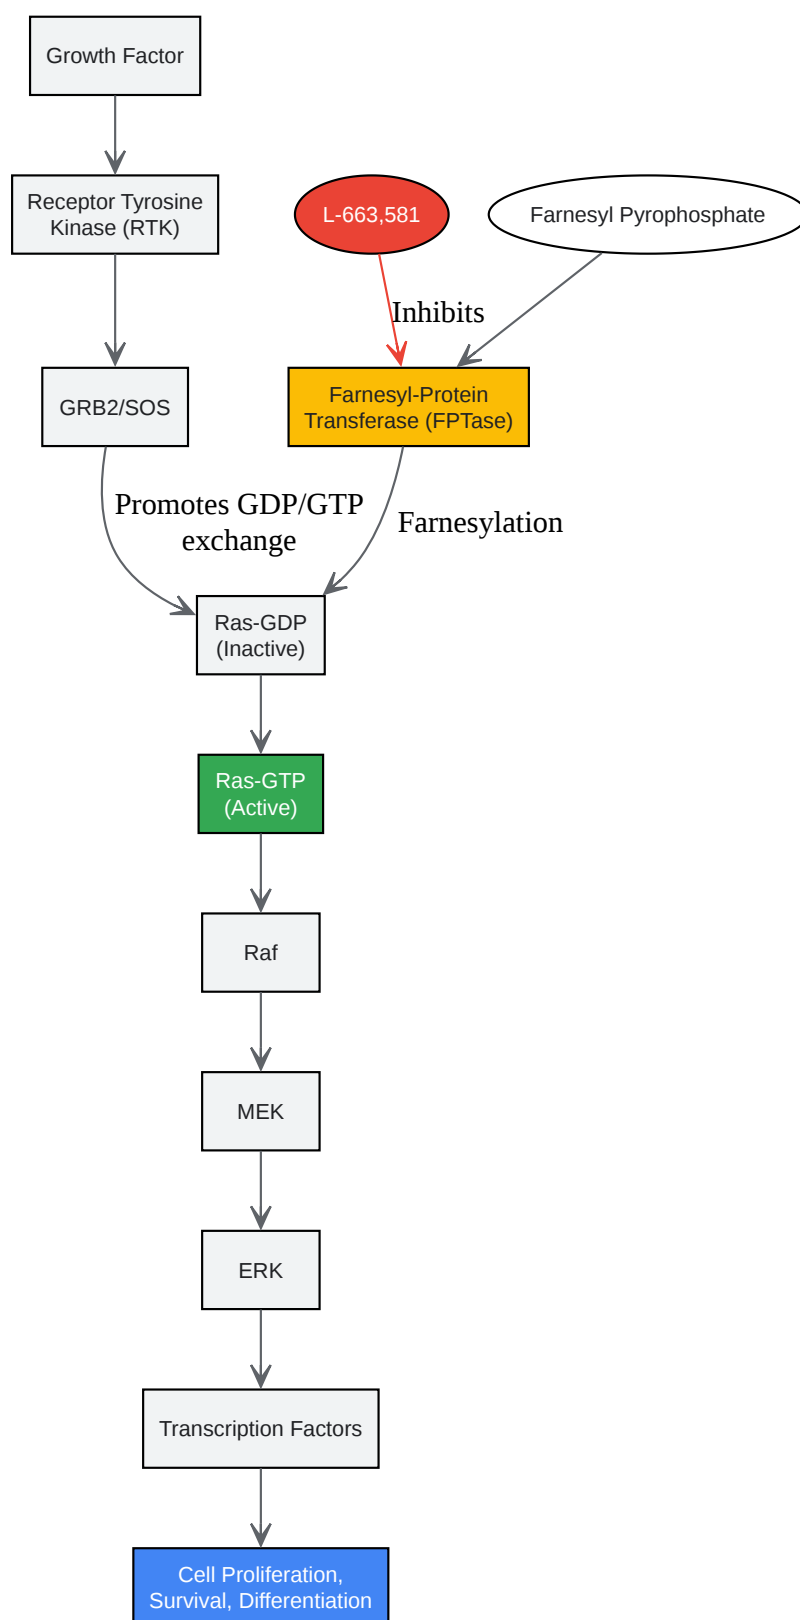 Growth Factor
Receptor Tyrosine
Kinase (RTK)
L-663,581
Farnesyl Pyrophosphate
Inhibits
GRB2/SOS
Farnesyl-Protein
Transferase (FPTase)
Promotes GDP/GTP
exchange
Farnesylation
Ras-GDP
(Inactive)
Ras-GTP
(Active)
Raf
MEK
ERK
Transcription Factors
Cell Proliferation,
Survival, Differentiation